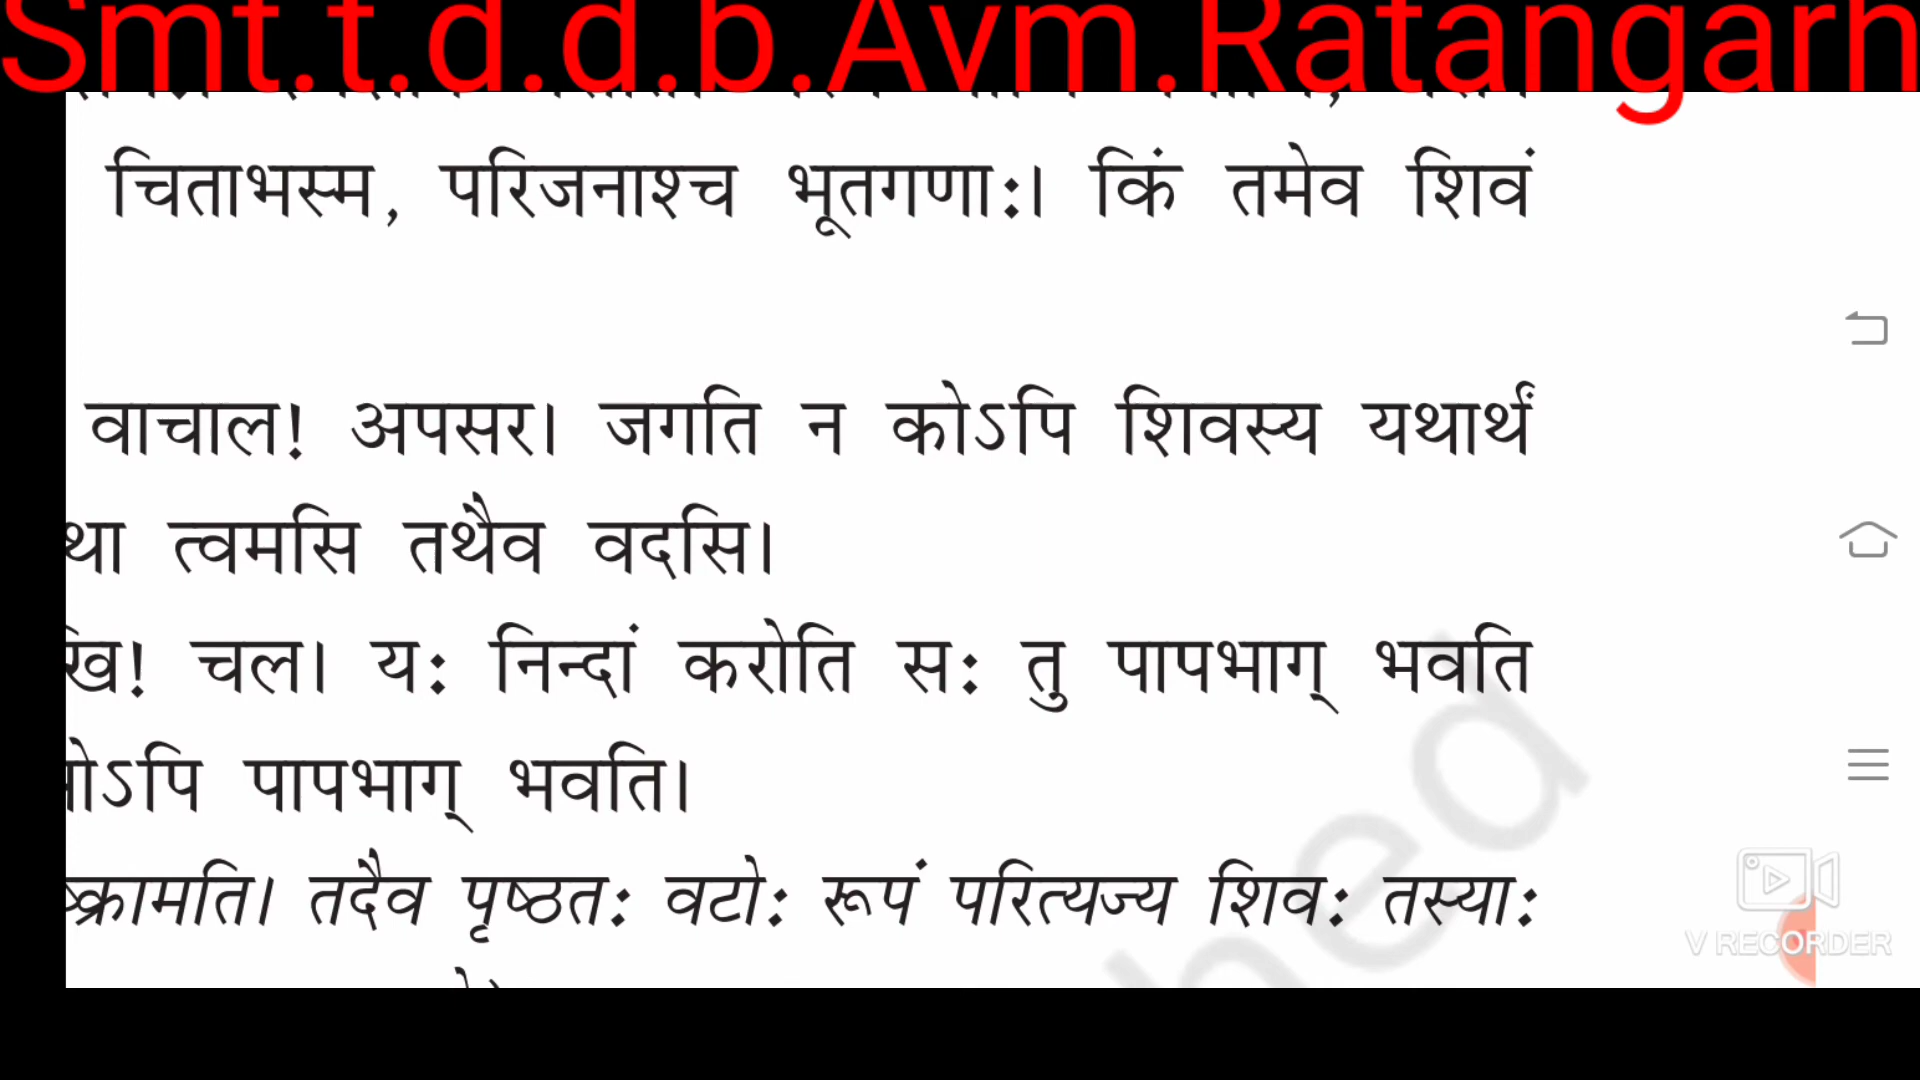 Smt.t.d.d.b.Avm.Ratangarh
चिताभस्म, परिजनाश्च भूतगणाः। किं तमेव शिवं
वाचाल! अपसर। जगति न कोऽपि शिवस्य यथार्थं
त्वमसि तथैव वदसि।
चल। यः निन्दां करोति सः तु पापभाग् भवति
पापभाग् भवति।
तदैव पृष्ठतः वटोः रूपं परित्यज्य शिवः तस्याः
V RECORDER